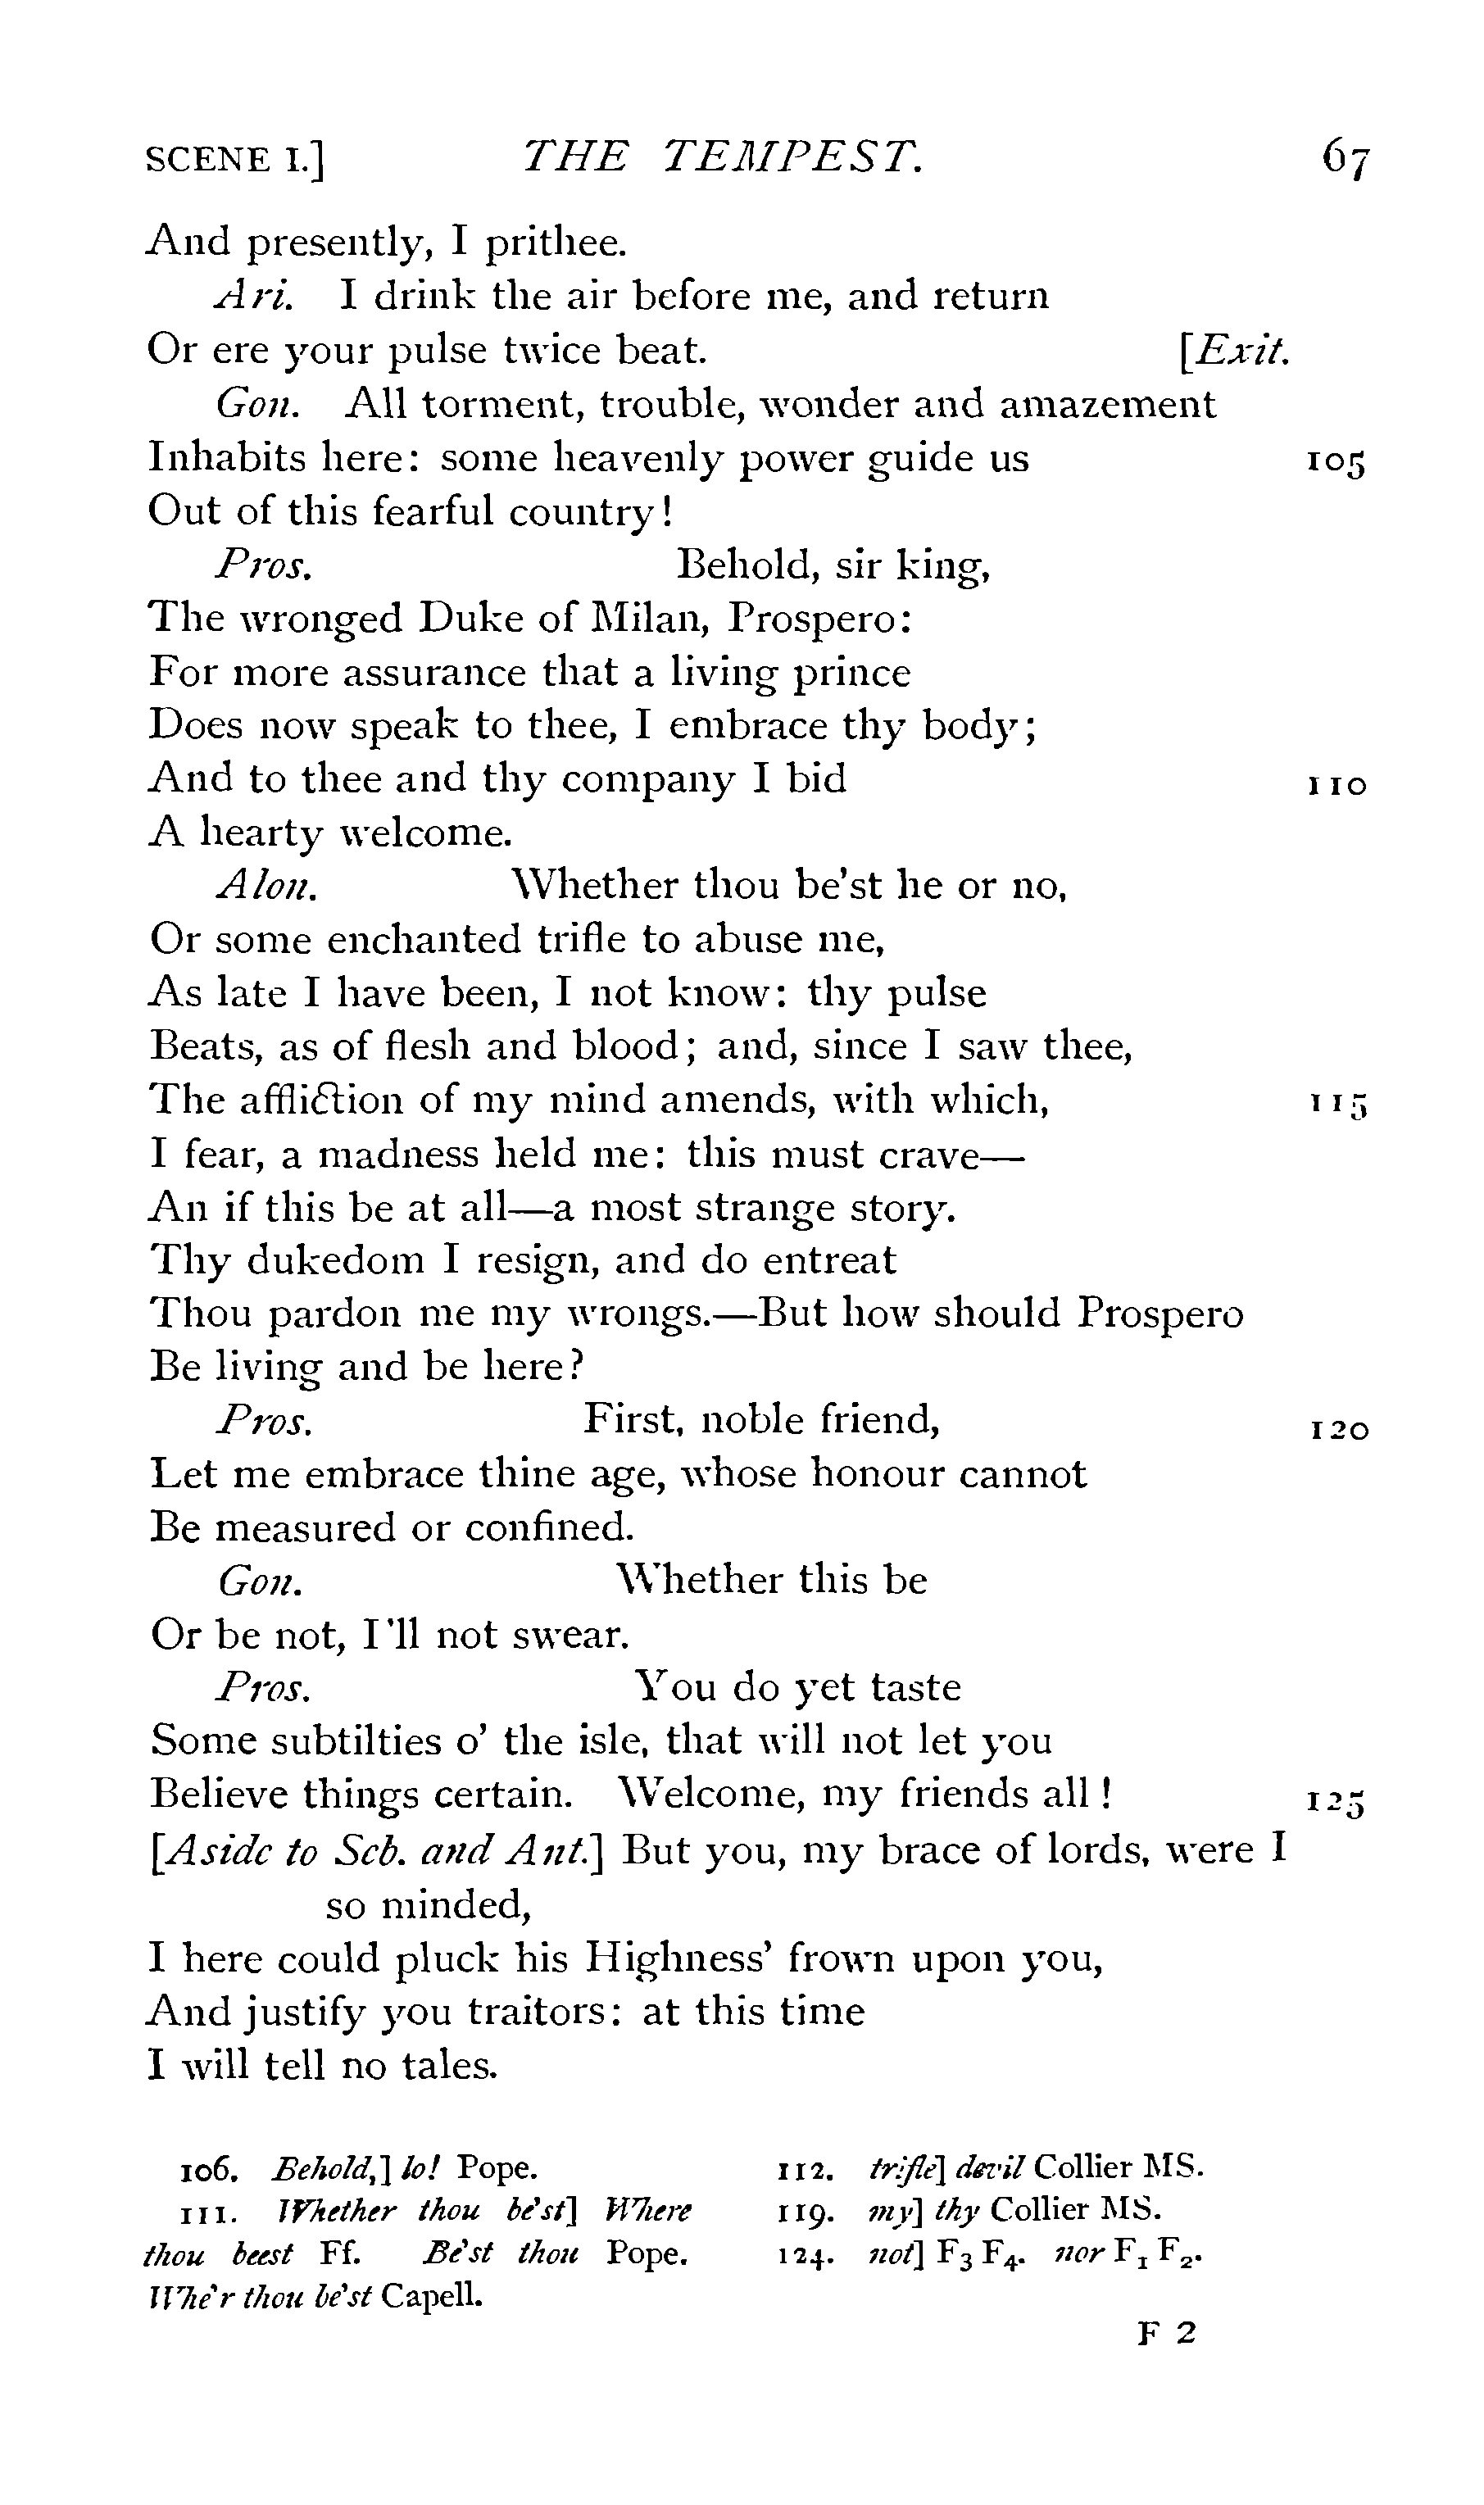 SCENE I.] THE TEMPEST. 67
And presently, I prithee.
Ari. I drink the air before me, and return
Or ere your pulse twice beat. [Exit.
Gon. All torment, trouble, wonder and amazement
Inhabits here: some heavenly power guide us 105
Out of this fearful country!
Pros. Behold, sir king,
The wronged Duke of Milan, Prospero:
For more assurance that a living prince
Does now speak to thee, I embrace thy body;
And to thee and thy company I bid 110
A hearty welcome.
Alon. Whether thou be'st he or no,
Or some enchanted trifle to abuse me,
As late I have been, I not know: thy pulse
Beats, as of flesh and blood; and, since I saw thee,
The affliction of my mind amends, with which, 115
I fear, a madness held me: this must crave—
An if this be at all—a most strange story.
Thy dukedom I resign, and do entreat
Thou pardon me my wrongs.—But how should Prospero
Be living and be here?
Pros. First, noble friend, 120
Let me embrace thine age, whose honour cannot
Be measured or confined.
Gon. Whether this be
Or be not, I'll not swear.
Pros. You do yet taste
Some subtilties o' the isle, that will not let you
Believe things certain. Welcome, my friends all! 125
[Aside to Seb. and Ant.] But you, my brace of lords, were I
so minded,
I here could pluck his Highness' frown upon you,
And justify you traitors: at this time
I will tell no tales.
106. Behold,] lo! Pope.
111. Whether thou be'st] Where
thou beest Ff. Be'st thou Pope.
Whe'r thou be'st Capell.
112. trifle] devil Collier MS.
119. my] thy Collier MS.
124. not] F3 F4. nor F1 F2.
F 2